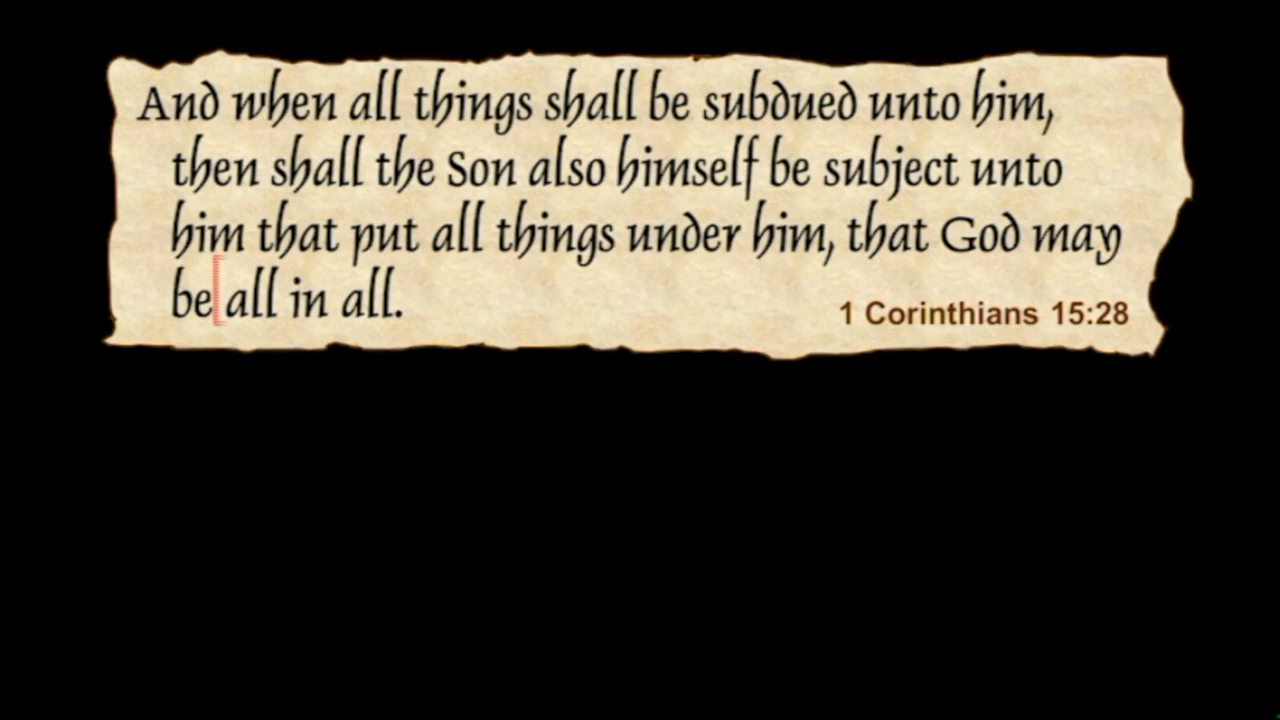 And when all things shall be subdued unto him,
then shall the Son also himself be subject unto
him that put all things under him, that God may
be all in all.
1 Corinthians 15:28